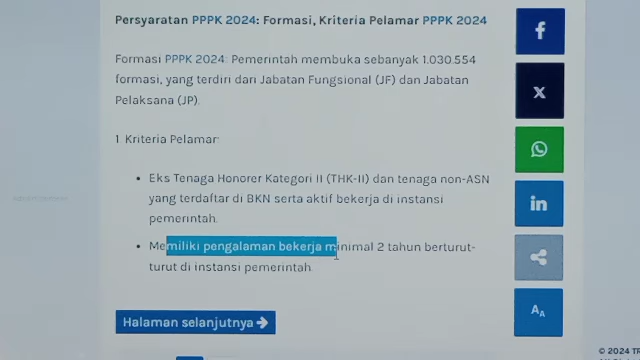 Persyaratan PPPK 2024: Formasi, Kriteria Pelamar PPPK 2024
Formasi PPPK 2024: Pemerintah membuka sebanyak 1.030.554
formasi, yang terdiri dari Jabatan Fungsional (JF) dan Jabatan
Pelaksana (JP).
1. Kriteria Pelamar:
• Eks Tenaga Honorer Kategori II (THK-II) dan tenaga non-ASN
yang terdaftar di BKN serta aktif bekerja di instansi
pemerintah.
• Memiliki pengalaman bekerja minimal 2 tahun berturut-
turut di instansi pemerintah.
Halaman selanjutnya →
f
X
in
AA
© 2024 TR